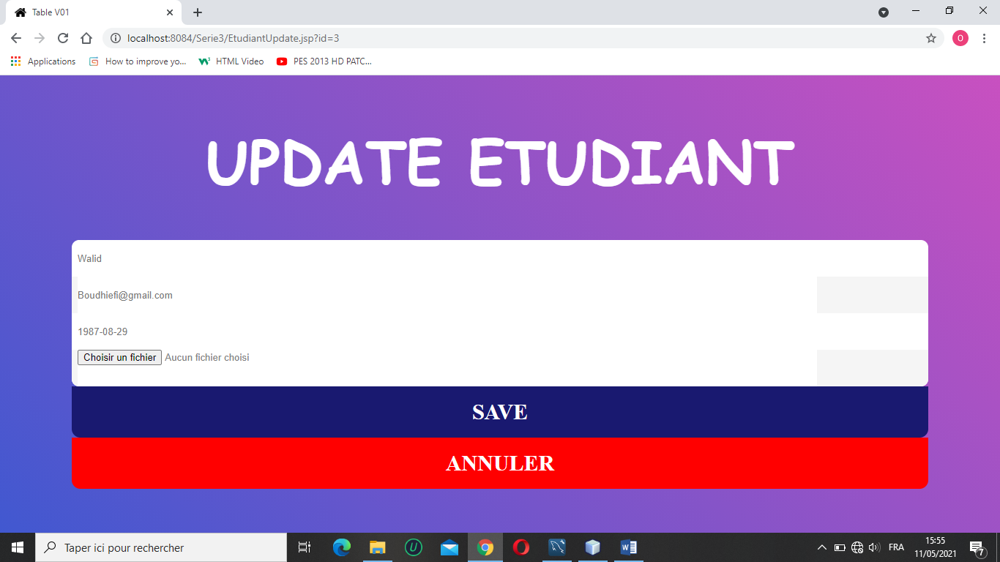 Table V01
localhost:8084/Serie3/EtudiantUpdate.jsp?id=3
O
Applications
How to improve yo...
HTML Video
PES 2013 HD PATC...
UPDATE ETUDIANT
Walid
Boudhiefi@gmail.com
1987-08-29
Choisir un fichier Aucun fichier choisi
SAVE
ANNULER
Taper ici pour rechercher
FRA
15:55
11/05/2021
7